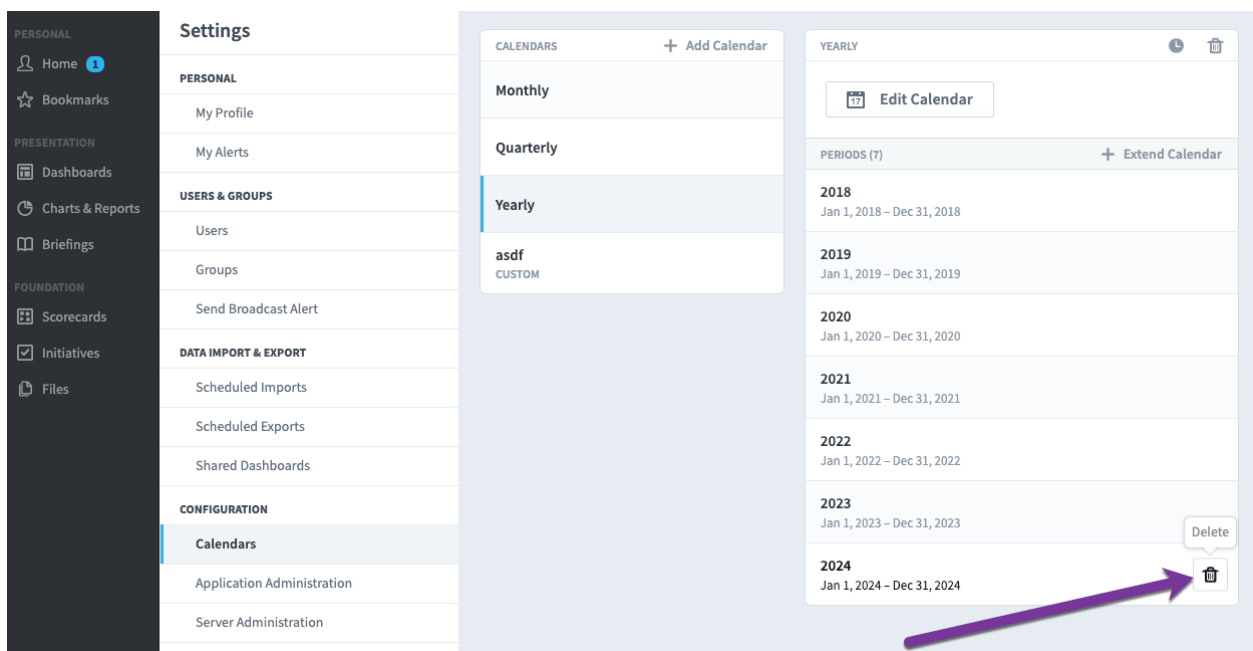 PERSONAL
Home 1
Bookmarks
PRESENTATION
Dashboards
Charts & Reports
Briefings
FOUNDATION
Scorecards
Initiatives
Files
Settings
PERSONAL
My Profile
My Alerts
USERS & GROUPS
Users
Groups
Send Broadcast Alert
DATA IMPORT & EXPORT
Scheduled Imports
Scheduled Exports
Shared Dashboards
CONFIGURATION
Calendars
Application Administration
Server Administration
CALENDARS + Add Calendar
Monthly
Quarterly
Yearly
asdf
CUSTOM
YEARLY
17 Edit Calendar
PERIODS (7) + Extend Calendar
2018
Jan 1, 2018 – Dec 31, 2018
2019
Jan 1, 2019 – Dec 31, 2019
2020
Jan 1, 2020 – Dec 31, 2020
2021
Jan 1, 2021 – Dec 31, 2021
2022
Jan 1, 2022 – Dec 31, 2022
2023
Jan 1, 2023 – Dec 31, 2023
Delete
2024
Jan 1, 2024 – Dec 31, 2024